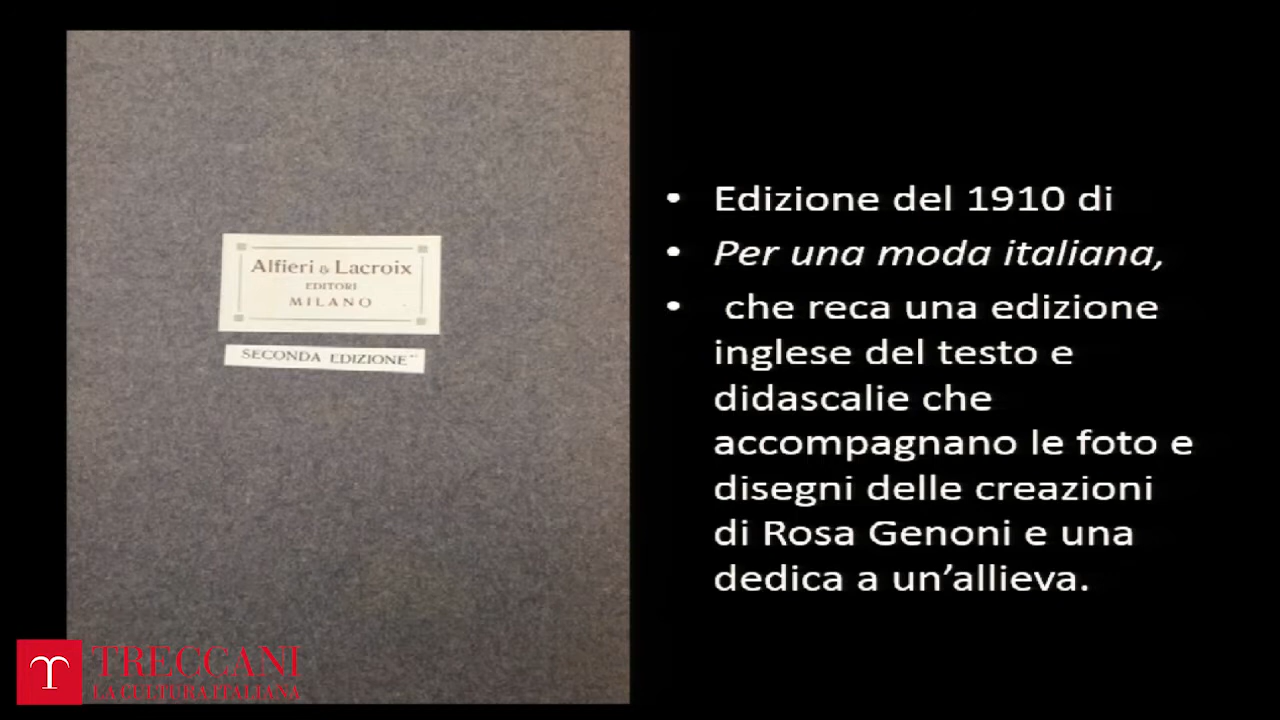 Alfieri & Lacroix
EDITORI
MILANO
SECONDA EDIZIONE
• Edizione del 1910 di
• Per una moda italiana,
• che reca una edizione
inglese del testo e
didascalie che
accompagnano le foto e
disegni delle creazioni
di Rosa Genoni e una
dedica a un’allieva.
TRECCANI
LA CULTURA ITALIANA